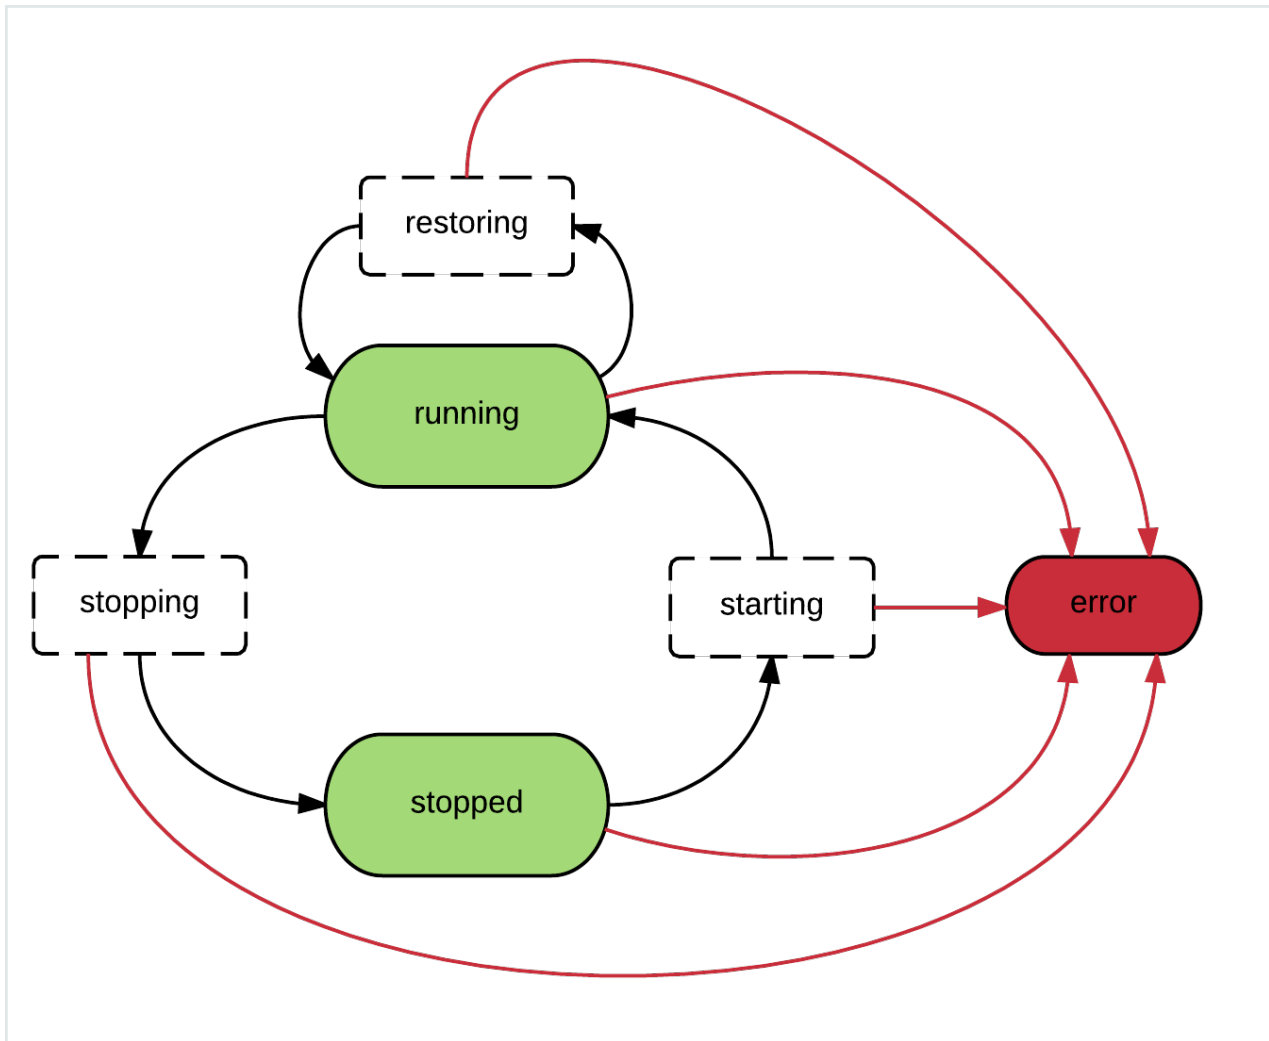 restoring
running
stopping
starting
error
stopped